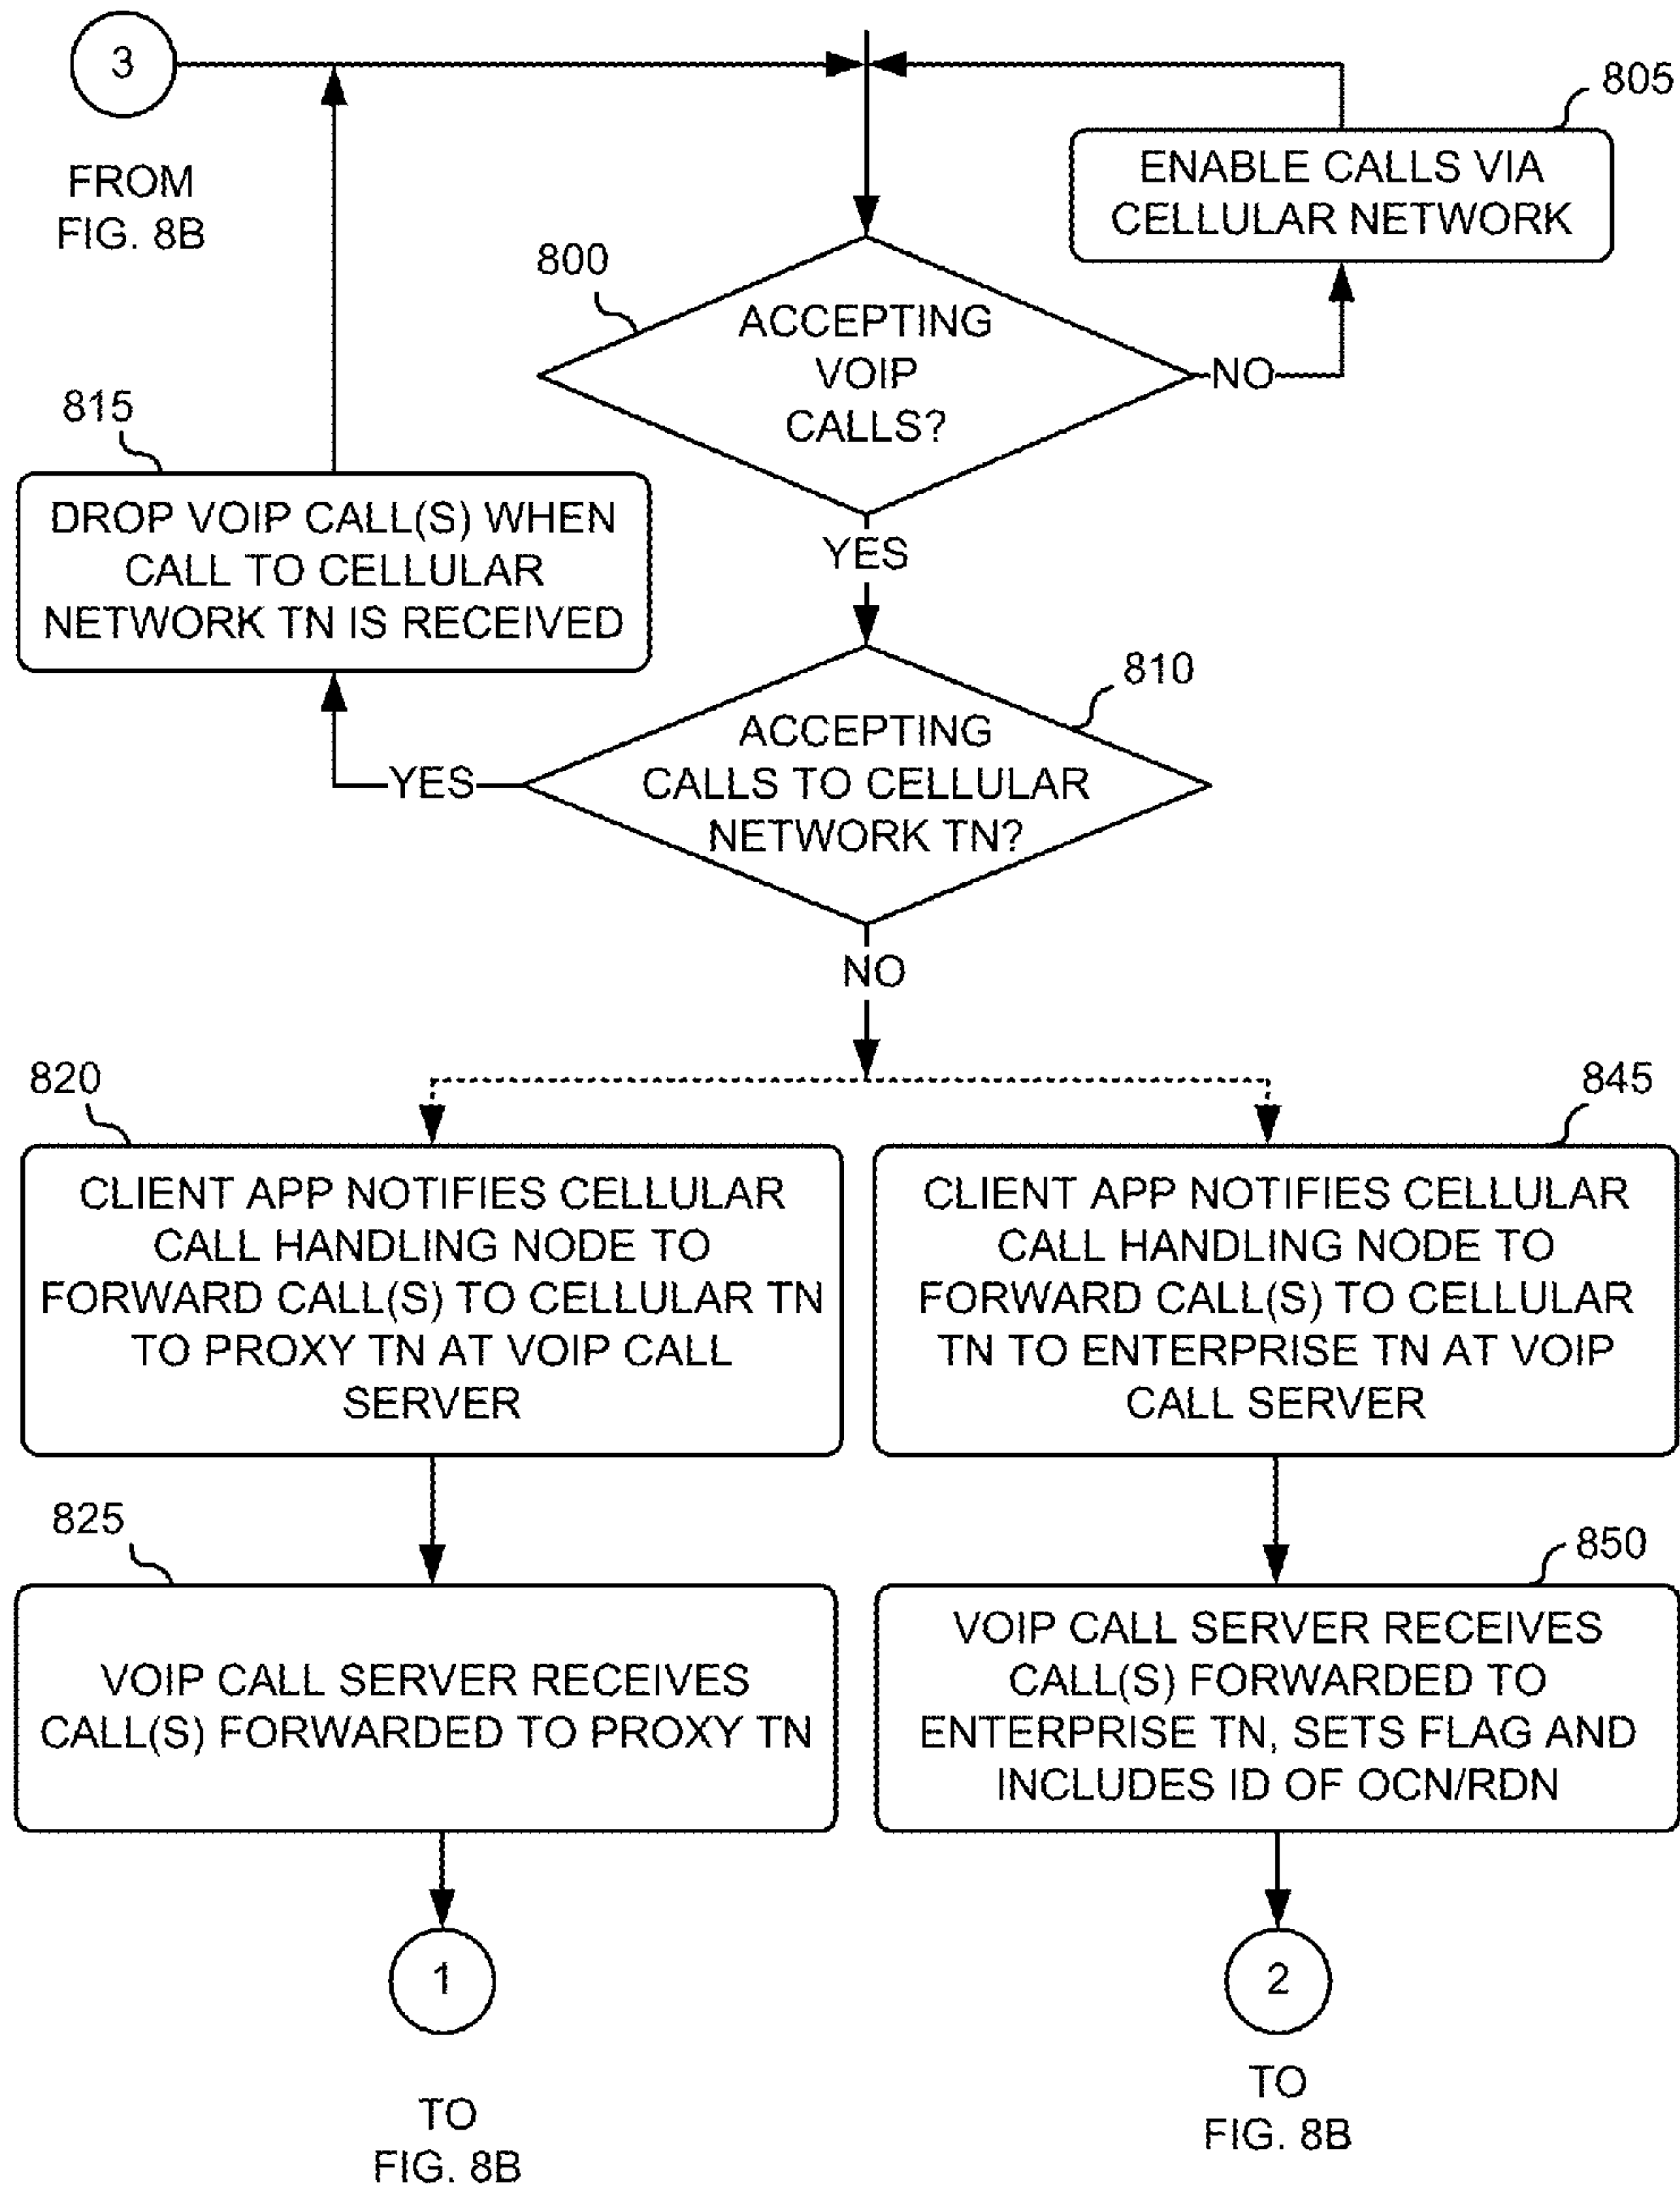 3
FROM
FIG. 8B
805
ENABLE CALLS VIA
CELLULAR NETWORK
800
ACCEPTING
VOIP
CALLS?
NO
YES
815
DROP VOIP CALL(S) WHEN
CALL TO CELLULAR
NETWORK TN IS RECEIVED
810
ACCEPTING
CALLS TO CELLULAR
NETWORK TN?
YES
NO
820
CLIENT APP NOTIFIES CELLULAR
CALL HANDLING NODE TO
FORWARD CALL(S) TO CELLULAR TN
TO PROXY TN AT VOIP CALL
SERVER
845
CLIENT APP NOTIFIES CELLULAR
CALL HANDLING NODE TO
FORWARD CALL(S) TO CELLULAR
TN TO ENTERPRISE TN AT VOIP
CALL SERVER
825
VOIP CALL SERVER RECEIVES
CALL(S) FORWARDED TO PROXY TN
850
VOIP CALL SERVER RECEIVES
CALL(S) FORWARDED TO
ENTERPRISE TN, SETS FLAG AND
INCLUDES ID OF OCN/RDN
1
TO
FIG. 8B
2
TO
FIG. 8B